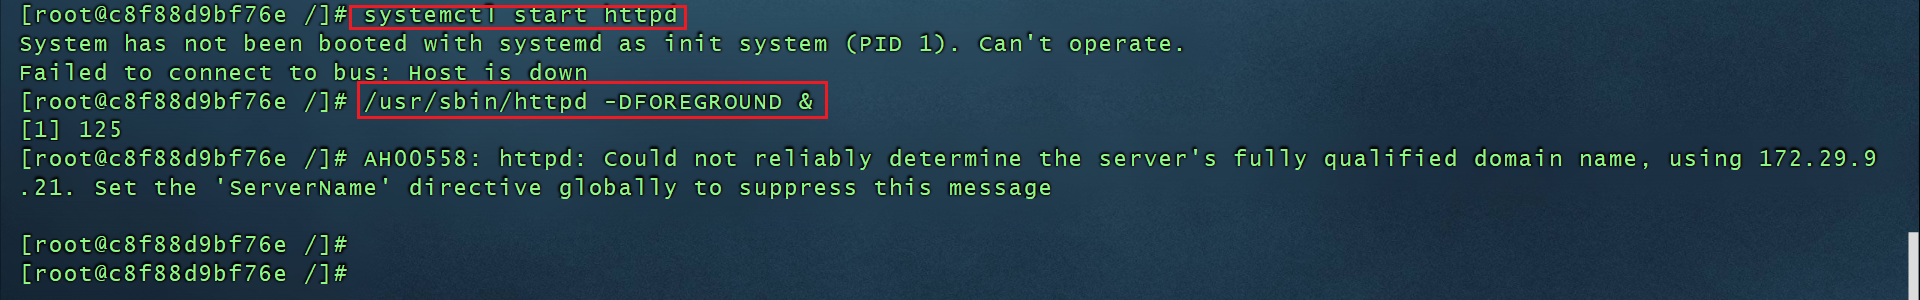 [root@c8f88d9bf76e /]# systemctl start httpd
System has not been booted with systemd as init system (PID 1). Can't operate.
Failed to connect to bus: Host is down
[root@c8f88d9bf76e /]# /usr/sbin/httpd -DFOREGROUND &
[1] 125
[root@c8f88d9bf76e /]# AH00558: httpd: Could not reliably determine the server's fully qualified domain name, using 172.29.9
.21. Set the 'ServerName' directive globally to suppress this message
[root@c8f88d9bf76e /]#
[root@c8f88d9bf76e /]#